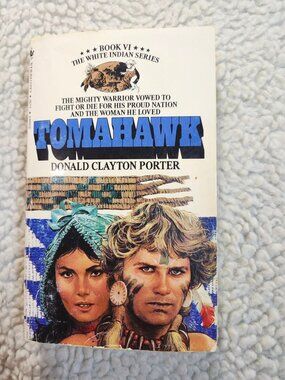 ★ ★ ★ BOOK VI ★ ★ ★
THE WHITE INDIAN SERIES
THE MIGHTY WARRIOR VOWED TO
FIGHT OR DIE FOR HIS PROUD NATION
AND THE WOMAN HE LOVED
TOMAHAWK
DONALD CLAYTON PORTER